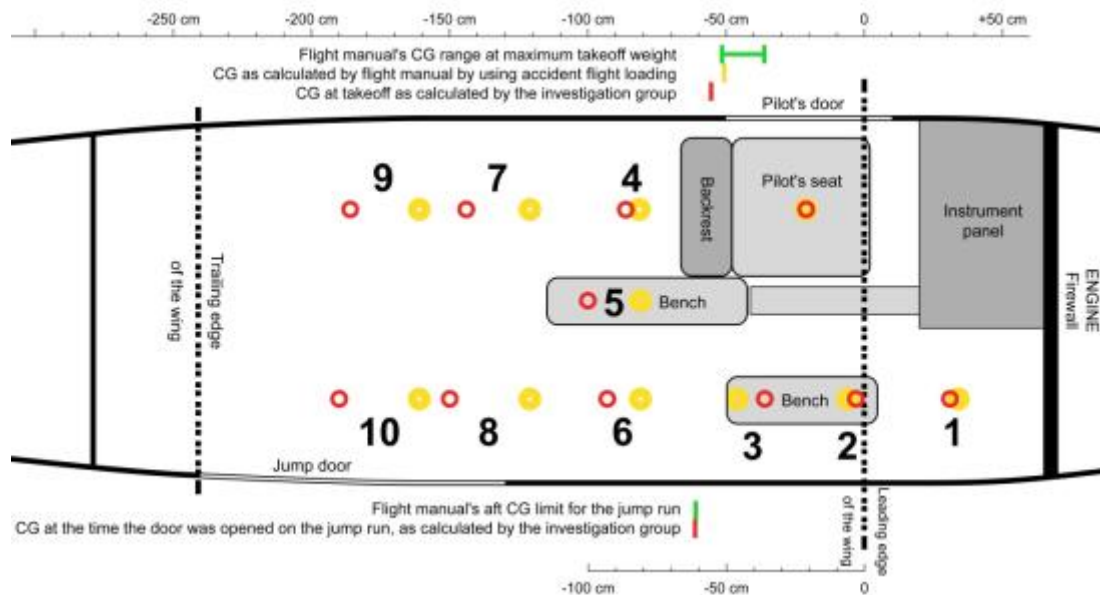 -250 cm -200 cm -150 cm -100 cm -50 cm 0 +50 cm
Flight manual's CG range at maximum takeoff weight
CG as calculated by flight manual by using accident flight loading
CG at takeoff as calculated by the investigation group
Pilot's door
9 7 4
Backrest
Pilot's seat
Instrument
panel
Trailing edge
of the wing
5 Bench
ENGINE
Firewall
Bench
10 8 6 3 2 1
Jump door
Flight manual's aft CG limit for the jump run
CG at the time the door was opened on the jump run, as calculated by the investigation group
Leading edge
of the wing
-100 cm -50 cm 0